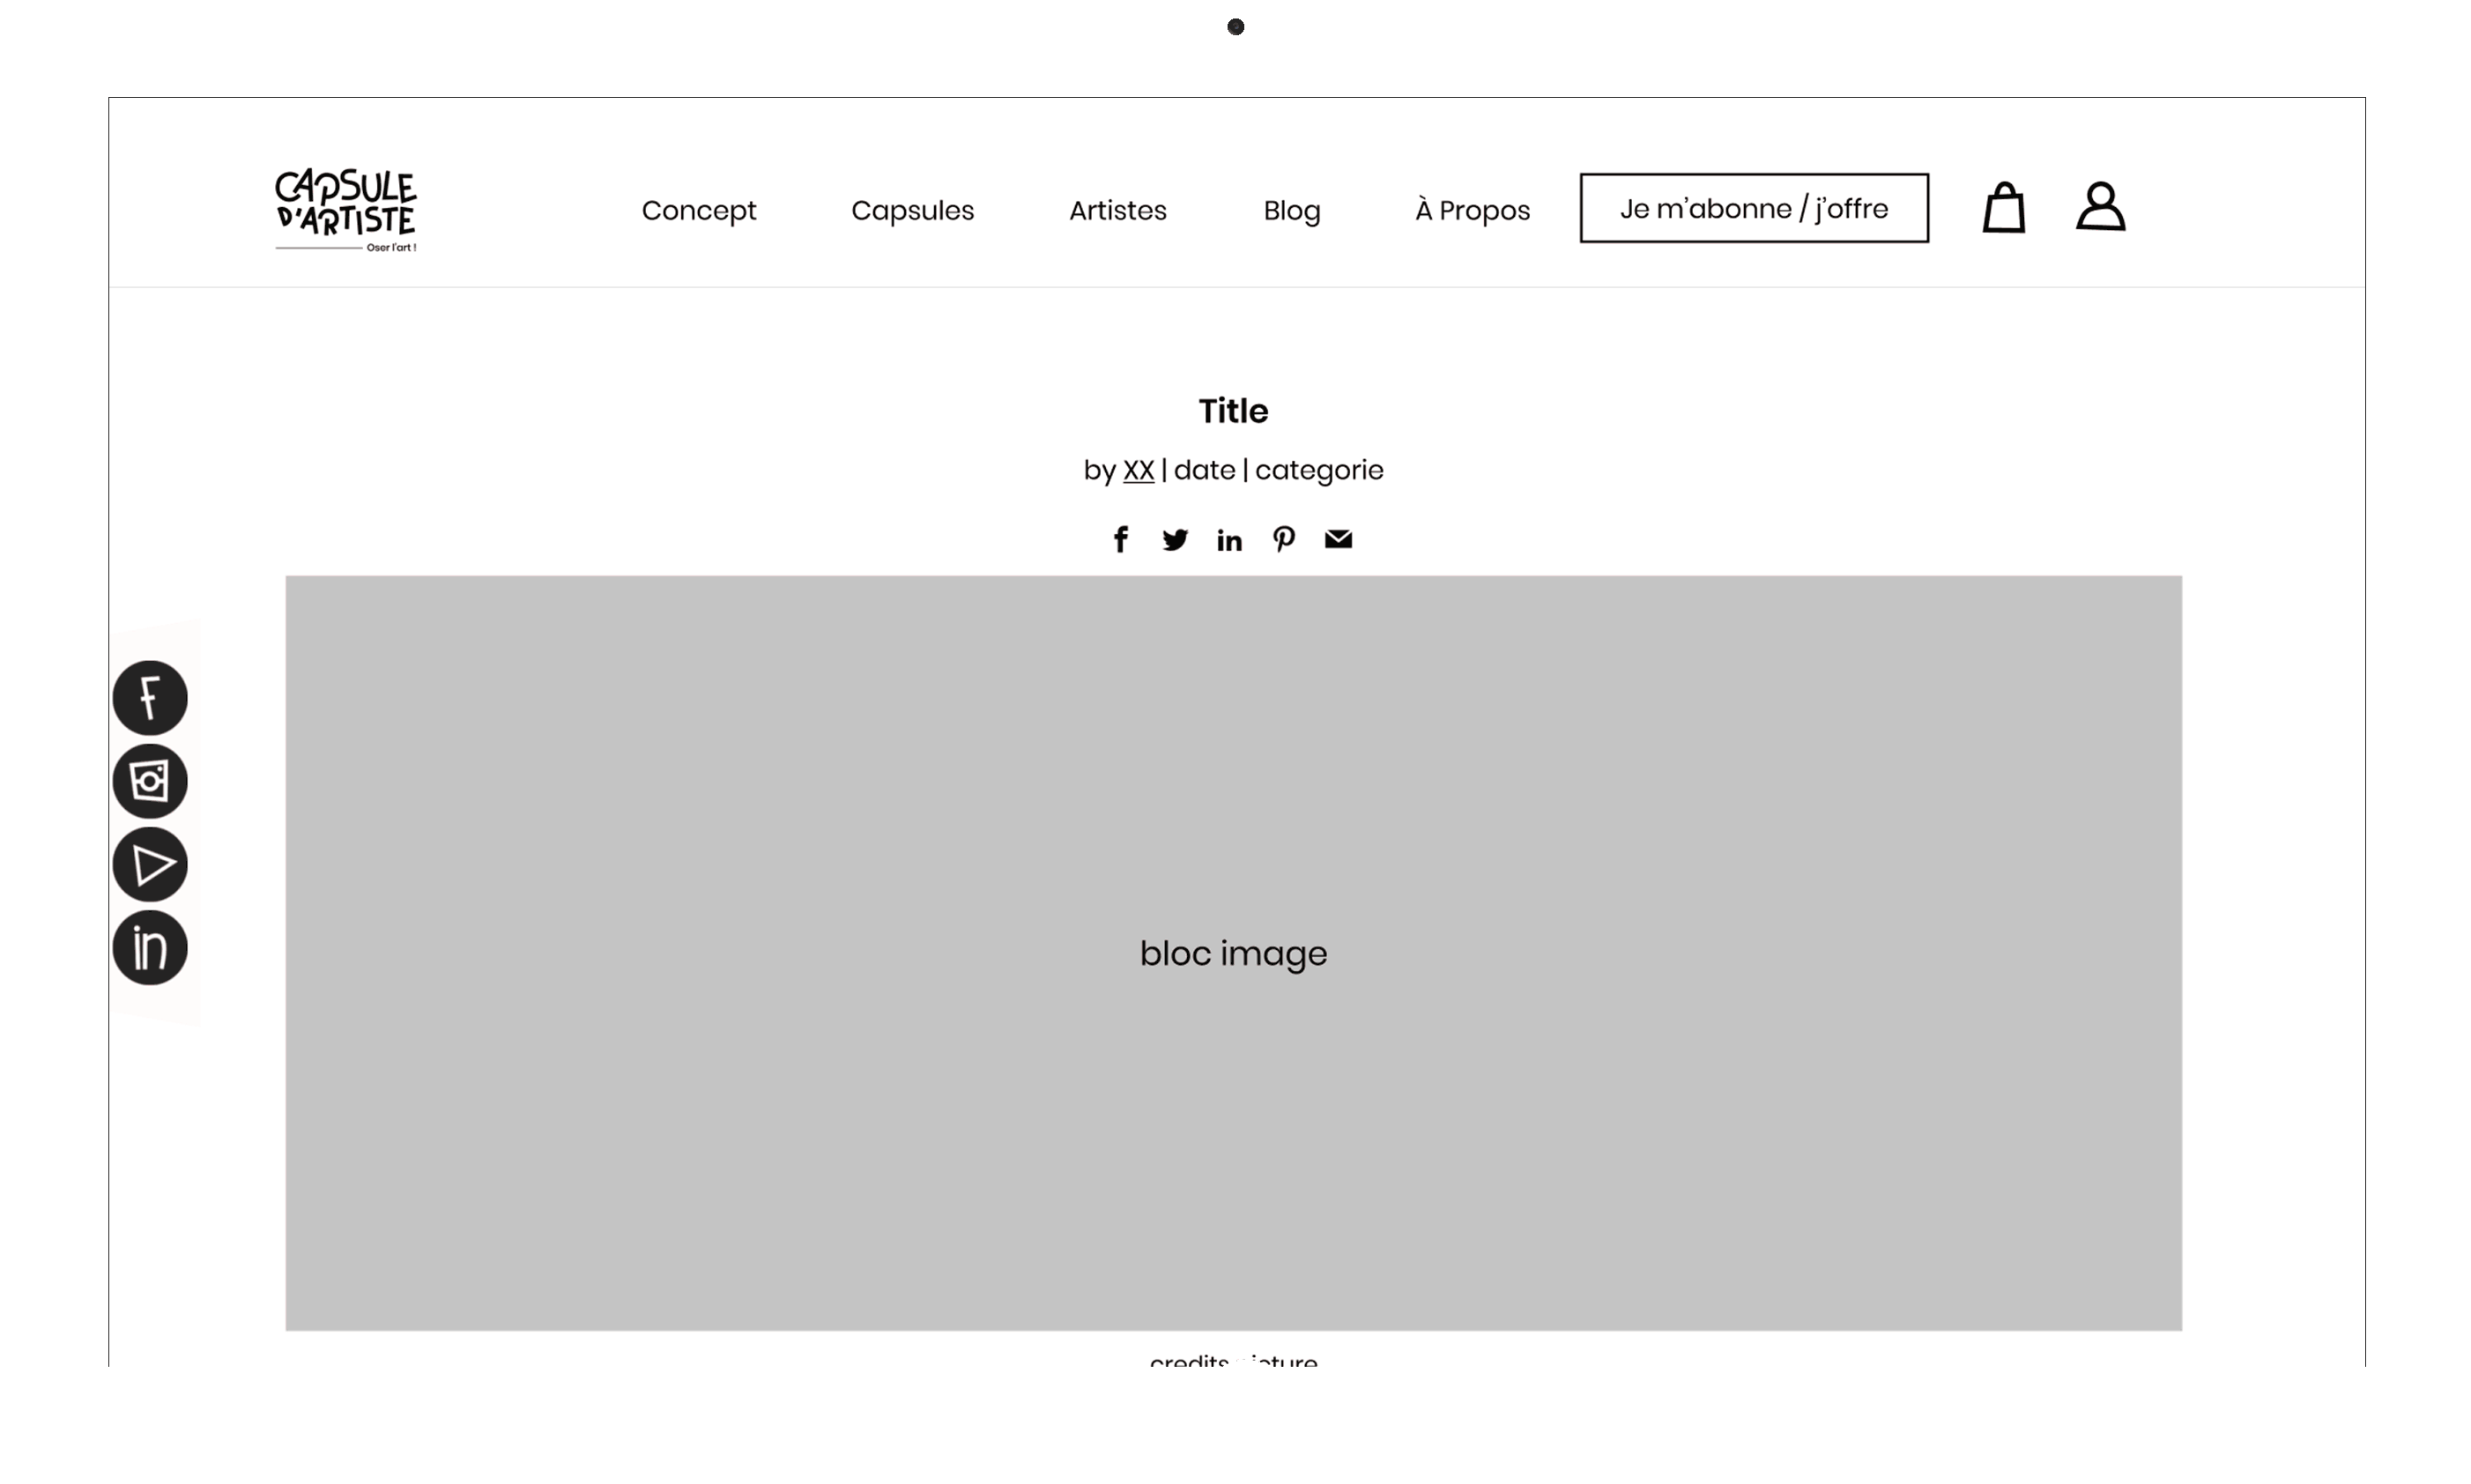 CAPSULE
D'ARTISTE
Oser l'art !
Concept Capsules Artistes Blog À Propos Je m'abonne / j'offre
Title
by XX | date | categorie
bloc image
credits picture